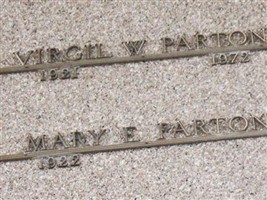 VIRGIL W. PARTON
1921 1972
MARY E. PARTON
1922